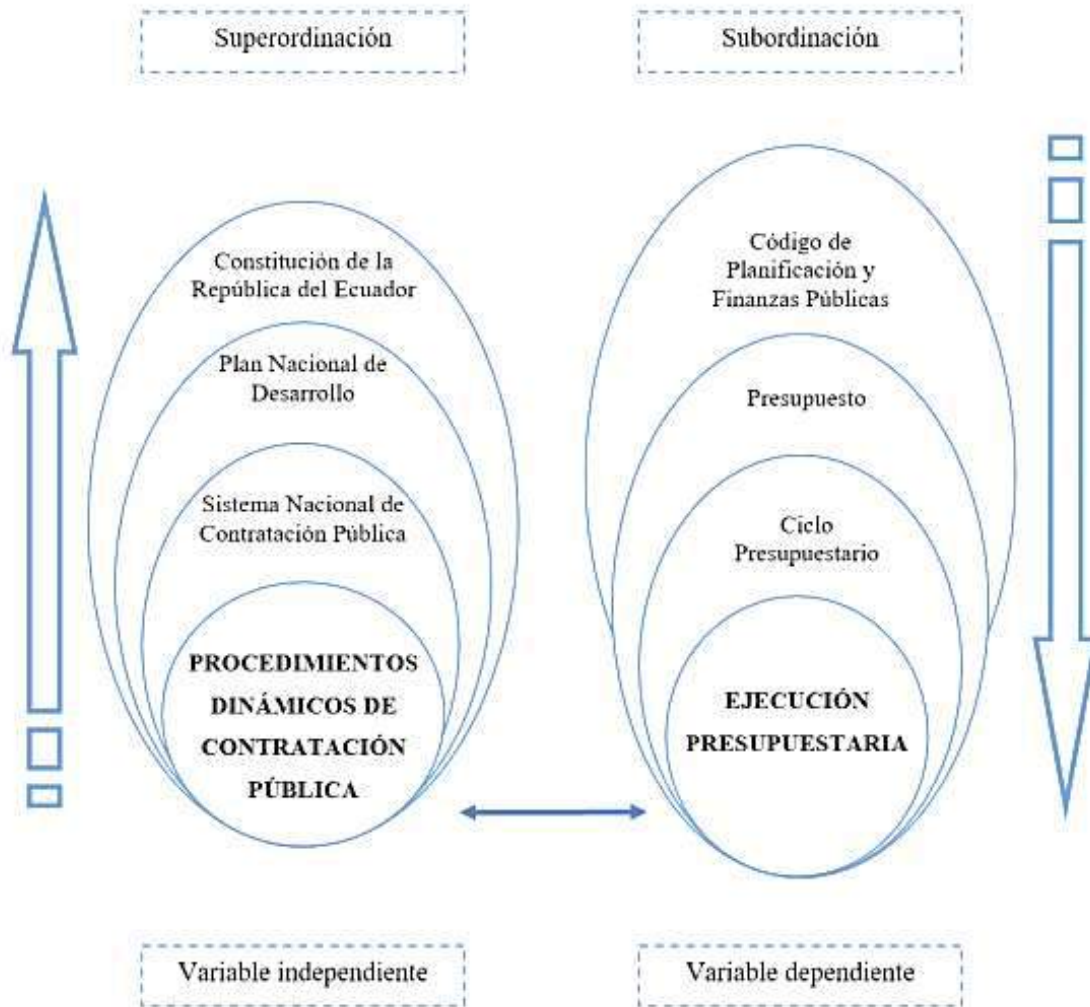 Superordinación
Subordinación
Constitución de la
República del Ecuador
Plan Nacional de
Desarrollo
Sistema Nacional de
Contratación Pública
PROCEDIMIENTOS
DINÁMICOS DE
CONTRATACIÓN
PÚBLICA
Código de
Planificación y
Finanzas Públicas
Presupuesto
Ciclo
Presupuestario
EJECUCIÓN
PRESUPUESTARIA
Variable independiente
Variable dependiente